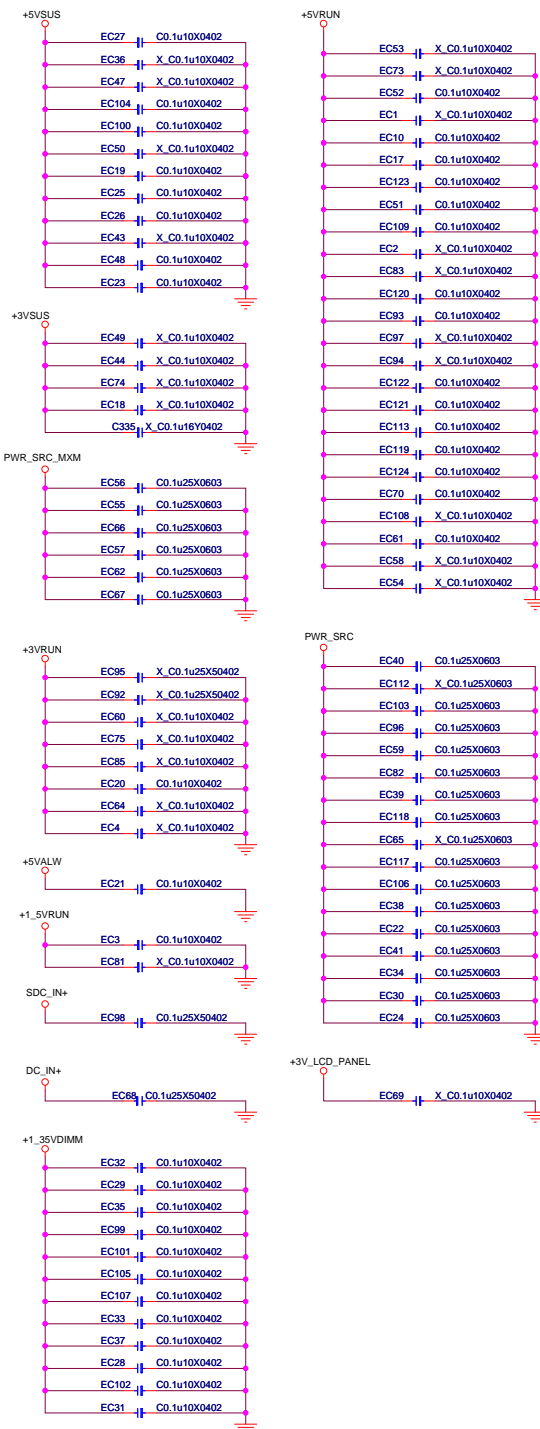 +5VSUS
EC27 C0.1u10X0402
EC36 X_C0.1u10X0402
EC47 X_C0.1u10X0402
EC104 C0.1u10X0402
EC100 C0.1u10X0402
EC50 X_C0.1u10X0402
EC19 C0.1u10X0402
EC25 C0.1u10X0402
EC26 C0.1u10X0402
EC43 X_C0.1u10X0402
EC48 C0.1u10X0402
EC23 C0.1u10X0402
+3VSUS
EC49 X_C0.1u10X0402
EC44 X_C0.1u10X0402
EC74 X_C0.1u10X0402
EC18 X_C0.1u10X0402
C335 X_C0.1u16Y0402
PWR_SRC_MXM
EC56 C0.1u25X0603
EC55 C0.1u25X0603
EC66 C0.1u25X0603
EC57 C0.1u25X0603
EC62 C0.1u25X0603
EC67 C0.1u25X0603
+3VRUN
EC95 X_C0.1u25X50402
EC92 X_C0.1u25X50402
EC60 X_C0.1u10X0402
EC75 X_C0.1u10X0402
EC85 X_C0.1u10X0402
EC20 C0.1u10X0402
EC64 X_C0.1u10X0402
EC4 X_C0.1u10X0402
+5VALW
EC21 C0.1u10X0402
+1_5VRUN
EC3 C0.1u10X0402
EC81 X_C0.1u10X0402
SDC_IN+
EC98 C0.1u25X50402
DC_IN+
EC68 C0.1u25X50402
+1_35VDIMM
EC32 C0.1u10X0402
EC29 C0.1u10X0402
EC35 C0.1u10X0402
EC99 C0.1u10X0402
EC101 C0.1u10X0402
EC105 C0.1u10X0402
EC107 C0.1u10X0402
EC33 C0.1u10X0402
EC37 C0.1u10X0402
EC28 C0.1u10X0402
EC102 C0.1u10X0402
EC31 C0.1u10X0402
+5VRUN
EC53 X_C0.1u10X0402
EC73 X_C0.1u10X0402
EC52 C0.1u10X0402
EC1 X_C0.1u10X0402
EC10 C0.1u10X0402
EC17 C0.1u10X0402
EC123 C0.1u10X0402
EC51 C0.1u10X0402
EC109 C0.1u10X0402
EC2 X_C0.1u10X0402
EC83 X_C0.1u10X0402
EC120 C0.1u10X0402
EC93 C0.1u10X0402
EC97 X_C0.1u10X0402
EC94 X_C0.1u10X0402
EC122 C0.1u10X0402
EC121 C0.1u10X0402
EC113 C0.1u10X0402
EC119 C0.1u10X0402
EC124 C0.1u10X0402
EC70 C0.1u10X0402
EC108 X_C0.1u10X0402
EC61 C0.1u10X0402
EC58 X_C0.1u10X0402
EC54 X_C0.1u10X0402
PWR_SRC
EC40 C0.1u25X0603
EC112 X_C0.1u25X0603
EC103 C0.1u25X0603
EC96 C0.1u25X0603
EC59 C0.1u25X0603
EC82 C0.1u25X0603
EC39 C0.1u25X0603
EC118 C0.1u25X0603
EC65 X_C0.1u25X0603
EC117 C0.1u25X0603
EC106 C0.1u25X0603
EC38 C0.1u25X0603
EC22 C0.1u25X0603
EC41 C0.1u25X0603
EC34 C0.1u25X0603
EC30 C0.1u25X0603
EC24 C0.1u25X0603
+3V_LCD_PANEL
EC69 X_C0.1u10X0402